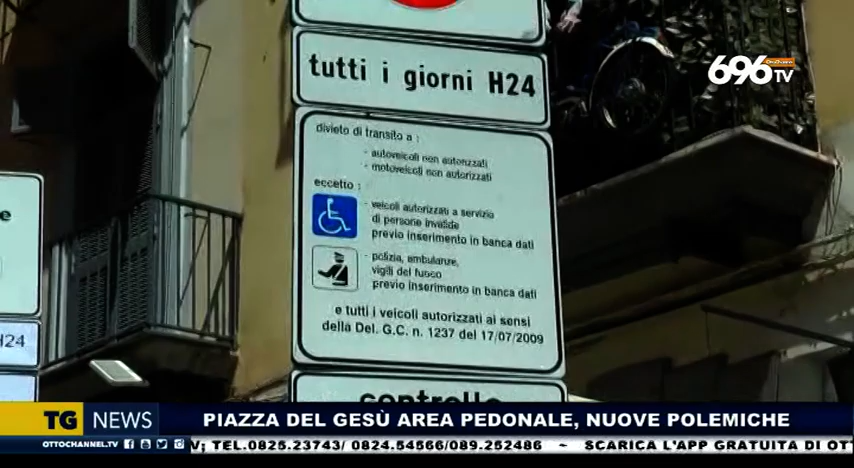 696
TV
tutti i giorni H24
divieto di transito a :
- autoveicoli non autorizzati
- motoveicoli non autorizzati
eccetto :
- veicoli autorizzati a servizio
di persone invalide
previo inserimento in banca dati
- polizia, ambulanze,
vigili del fuoco
previo inserimento in banca dati
e tutti i veicoli autorizzati ai sensi
della Del. G.C. n. 1237 del 17/07/2009
controllo
e
H24
TG NEWS
PIAZZA DEL GESÙ AREA PEDONALE, NUOVE POLEMICHE
OTTOCHANNEL.TV
V; TEL.0825.23743/ 0824.54566/089.252486 ~ SCARICA L'APP GRATUITA DI OT